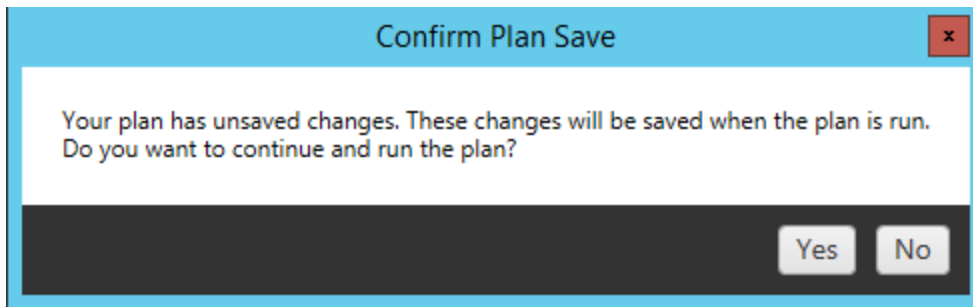 Confirm Plan Save
x
Your plan has unsaved changes. These changes will be saved when the plan is run.
Do you want to continue and run the plan?
Yes No